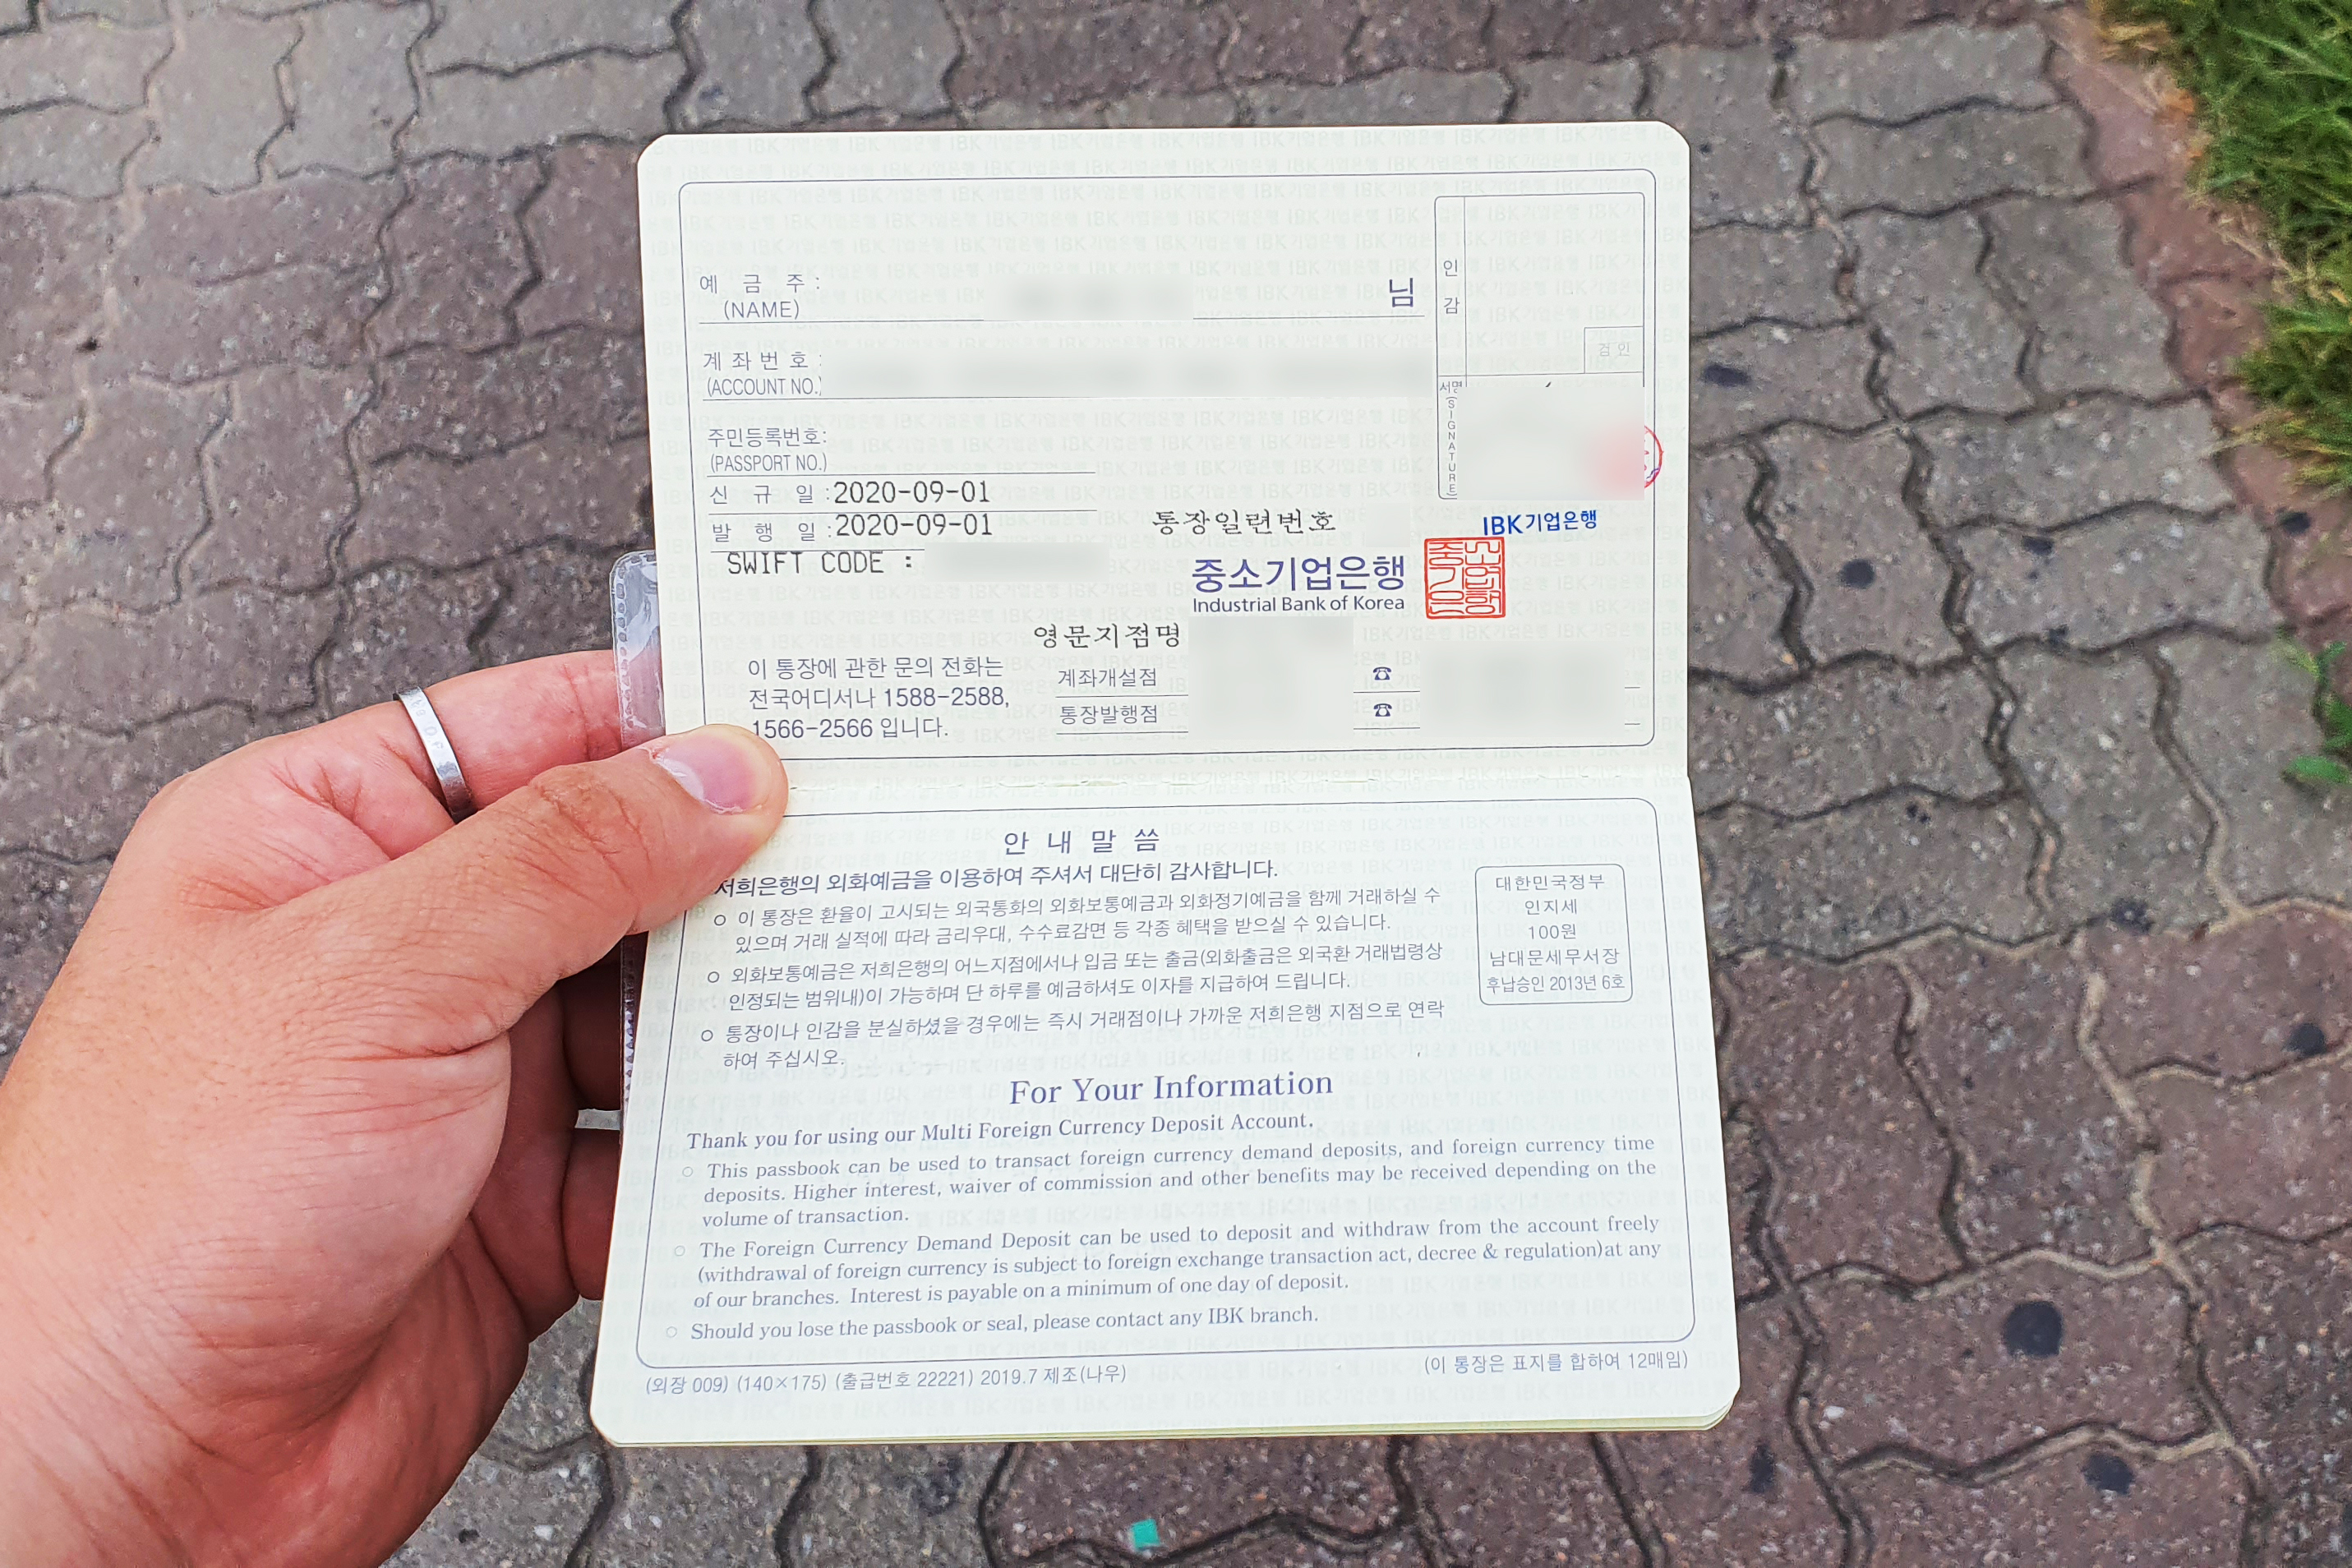 예 금 주 :
(NAME)
님
계 좌 번 호 :
(ACCOUNT NO.)
주민등록번호:
(PASSPORT NO.)
신 규 일 : 2020-09-01
발 행 일 : 2020-09-01
SWIFT CODE :
인
감
검 인
서명
(SIGNATURE)
통장일련번호
IBK기업은행
중소기업은행
Industrial Bank of Korea
영문지점명
계좌개설점 ☎
통장발행점 ☎
이 통장에 관한 문의 전화는
전국어디서나 1588-2588,
1566-2566 입니다.
안 내 말 씀
저희은행의 외화예금을 이용하여 주셔서 대단히 감사합니다.
○ 이 통장은 환율이 고시되는 외국통화의 외화보통예금과 외화정기예금을 함께 거래하실 수
있으며 거래 실적에 따라 금리우대, 수수료감면 등 각종 혜택을 받으실 수 있습니다.
○ 외화보통예금은 저희은행의 어느지점에서나 입금 또는 출금(외화출금은 외국환 거래법령상
인정되는 범위내)이 가능하며 단 하루를 예금하셔도 이자를 지급하여 드립니다.
○ 통장이나 인감을 분실하셨을 경우에는 즉시 거래점이나 가까운 저희은행 지점으로 연락
하여 주십시오.
대한민국정부
인지세
100원
남대문세무서장
후납승인 2013년 6호
For Your Information
Thank you for using our Multi Foreign Currency Deposit Account.
○ This passbook can be used to transact foreign currency demand deposits, and foreign currency time
deposits. Higher interest, waiver of commission and other benefits may be received depending on the
volume of transaction.
○ The Foreign Currency Demand Deposit can be used to deposit and withdraw from the account freely
(withdrawal of foreign currency is subject to foreign exchange transaction act, decree & regulation)at any
of our branches. Interest is payable on a minimum of one day of deposit.
○ Should you lose the passbook or seal, please contact any IBK branch.
(외장 009) (140×175) (출급번호 22221) 2019.7 제조(나우)
(이 통장은 표지를 합하여 12매임)